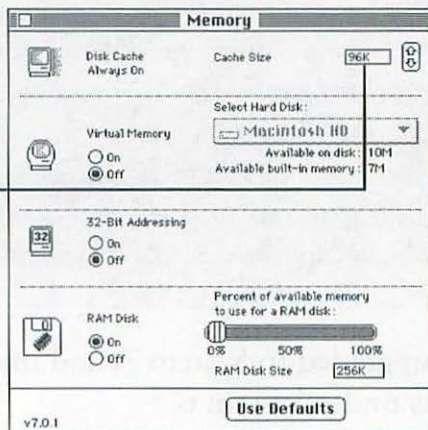 Memory
Disk Cache
Always On
Cache Size
96K
Select Hard Disk:
Macintosh HD
Virtual Memory
On
Off
Available on disk: 10M
Available built-in memory: 7M
32
32-Bit Addressing
On
Off
Percent of available memory
to use for a RAM disk:
RAM Disk
On
Off
0% 50% 100%
RAM Disk Size 256K
Use Defaults
v7.0.1